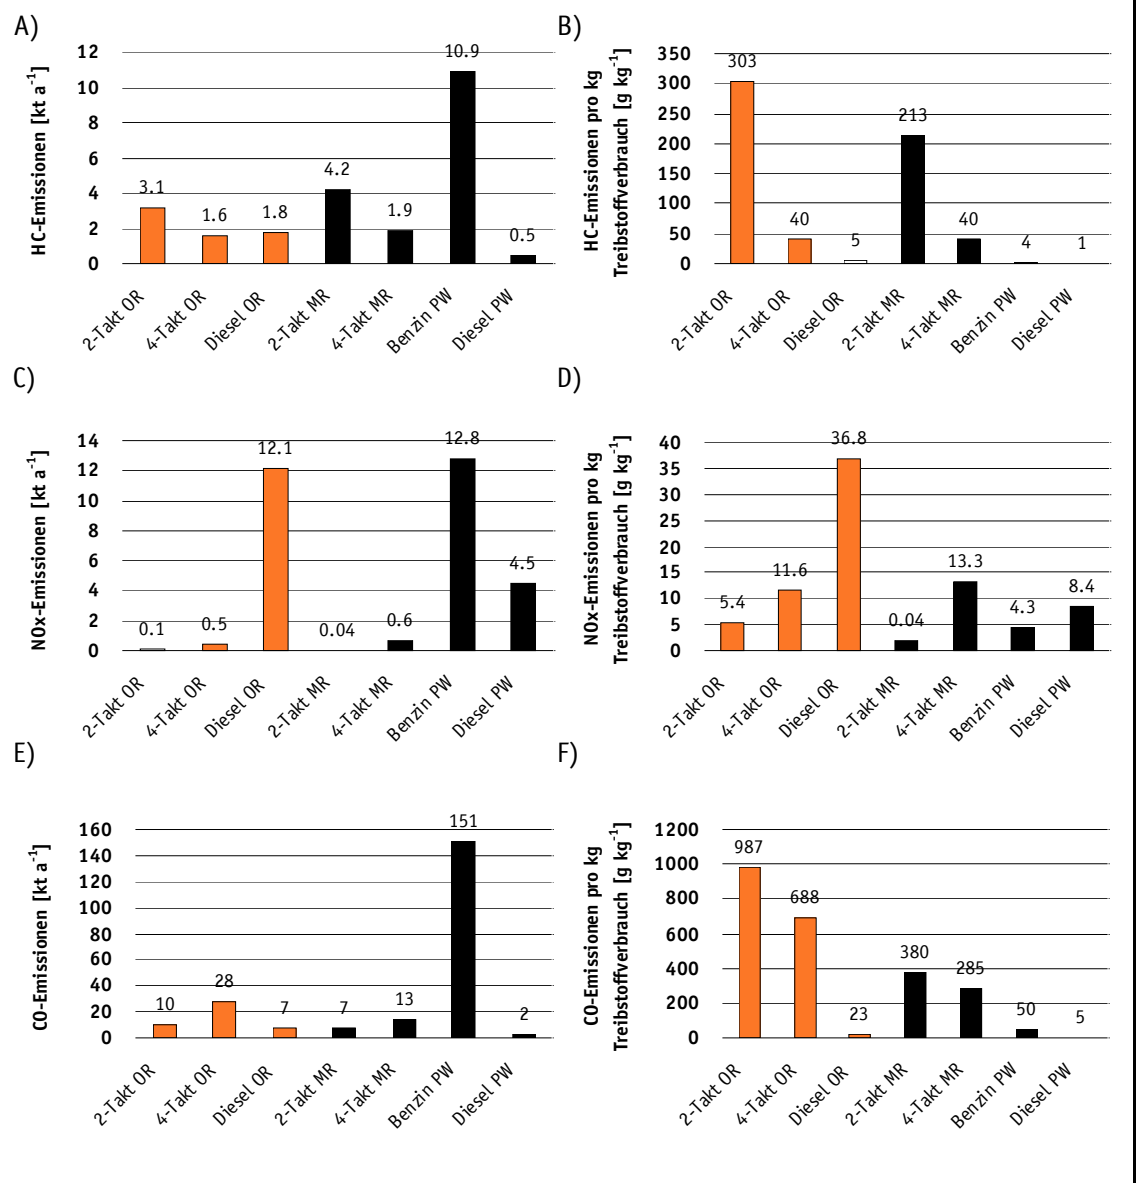 A)
HC-Emissionen [kt a-1]
12
10
8
6
4
2
0
3.1
1.6
1.8
4.2
1.9
10.9
0.5
2-Takt OR
4-Takt OR
Diesel OR
2-Takt MR
4-Takt MR
Benzin PW
Diesel PW
B)
HC-Emissionen pro kg
Treibstoffverbrauch [g kg-1]
350
300
250
200
150
100
50
0
303
40
5
213
40
4
1
2-Takt OR
4-Takt OR
Diesel OR
2-Takt MR
4-Takt MR
Benzin PW
Diesel PW
C)
NOx-Emissionen [kt a-1]
14
12
10
8
6
4
2
0
0.1
0.5
12.1
0.04
0.6
12.8
4.5
2-Takt OR
4-Takt OR
Diesel OR
2-Takt MR
4-Takt MR
Benzin PW
Diesel PW
D)
NOx-Emissionen pro kg
Treibstoffverbrauch [g kg-1]
40
35
30
25
20
15
10
5
0
5.4
11.6
36.8
0.04
13.3
4.3
8.4
2-Takt OR
4-Takt OR
Diesel OR
2-Takt MR
4-Takt MR
Benzin PW
Diesel PW
E)
CO-Emissionen [kt a-1]
160
140
120
100
80
60
40
20
0
10
28
7
7
13
151
2
2-Takt OR
4-Takt OR
Diesel OR
2-Takt MR
4-Takt MR
Benzin PW
Diesel PW
F)
CO-Emissionen pro kg
Treibstoffverbrauch [g kg-1]
1200
1000
800
600
400
200
0
987
688
23
380
285
50
5
2-Takt OR
4-Takt OR
Diesel OR
2-Takt MR
4-Takt MR
Benzin PW
Diesel PW